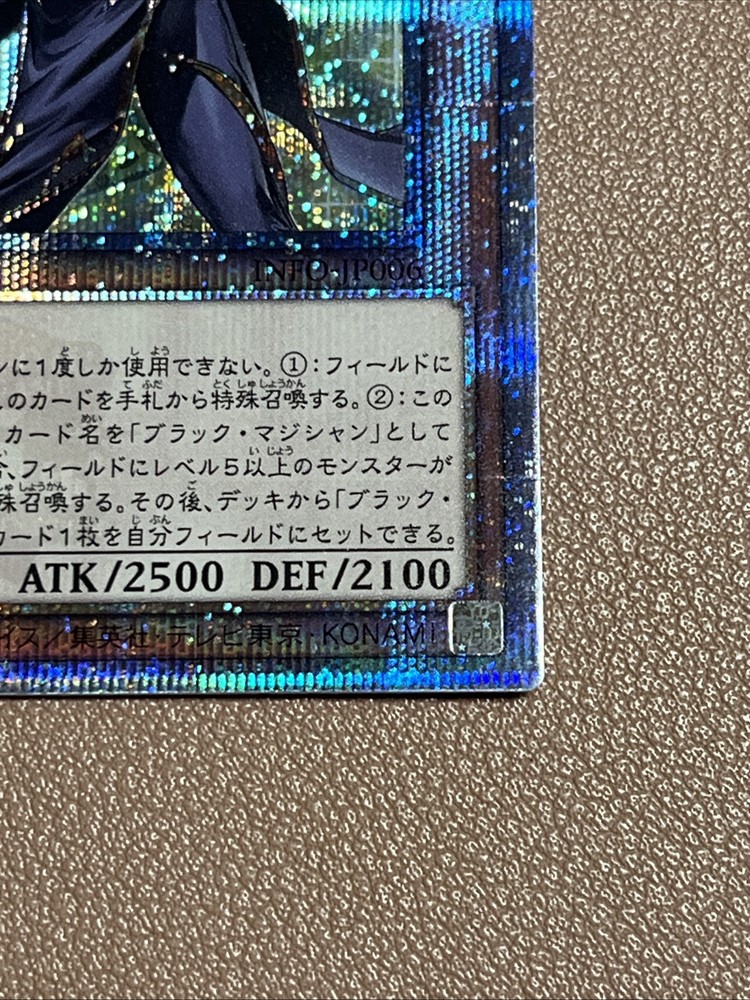 INFO-JP006
ンに1度しか使用できない。①:フィールドに
のカードを手札から特殊召喚する。②:この
カード名を「ブラック・マジシャン」として
、フィールドにレベル5以上のモンスターが
殊召喚する。その後、デッキから「ブラック・
カード1枚を自分フィールドにセットできる。
ATK/2500 DEF/2100
イス/集英社・テレビ東京・KONAMI